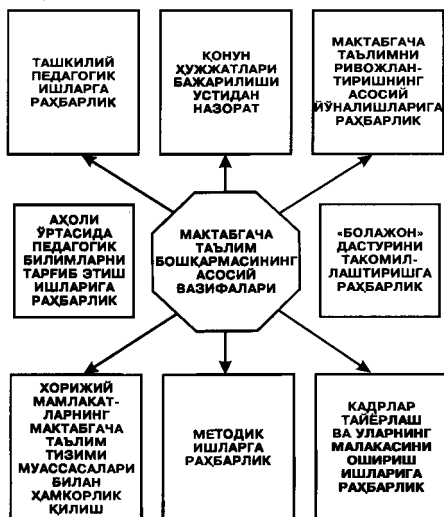 ТАШКИЛИЙ
ПЕДАГОГИК
ИШЛАРГА
РАҲБАРЛИК
ҚОНУН
ҲУЖЖАТЛАРИ
БАЖАРИЛИШИ
УСТИДАН
НАЗОРАТ
МАКТАБГАЧА
ТАЪЛИМНИ
РИВОЖЛАН-
ТИРИШНИНГ
АСОСИЙ
ЙЎНАЛИШЛАРИГА
РАҲБАРЛИК
АҲОЛИ
ЎРТАСИДА
ПЕДАГОГИК
БИЛИМЛАРНИ
ТАРҒИБ ЭТИШ
ИШЛАРИГА
РАҲБАРЛИК
МАКТАБГАЧА
ТАЪЛИМ
БОШҚАРМАСИНИНГ
АСОСИЙ
ВАЗИФАЛАРИ
«БОЛАЖОН»
ДАСТУРИНИ
ТАКОМИЛ-
ЛАШТИРИШГА
РАҲБАРЛИК
ХОРИЖИЙ
МАМЛАКАТ-
ЛАРНИНГ
МАКТАБГАЧА
ТАЪЛИМ
ТИЗИМИ
МУАССАСАЛАРИ
БИЛАН
ҲАМКОРЛИК
ҚИЛИШ
МЕТОДИК
ИШЛАРГА
РАҲБАРЛИК
КАДРЛАР
ТАЙЁРЛАШ
ВА УЛАРНИНГ
МАЛАКАСИНИ
ОШИРИШ
ИШЛАРИГА
РАҲБАРЛИК